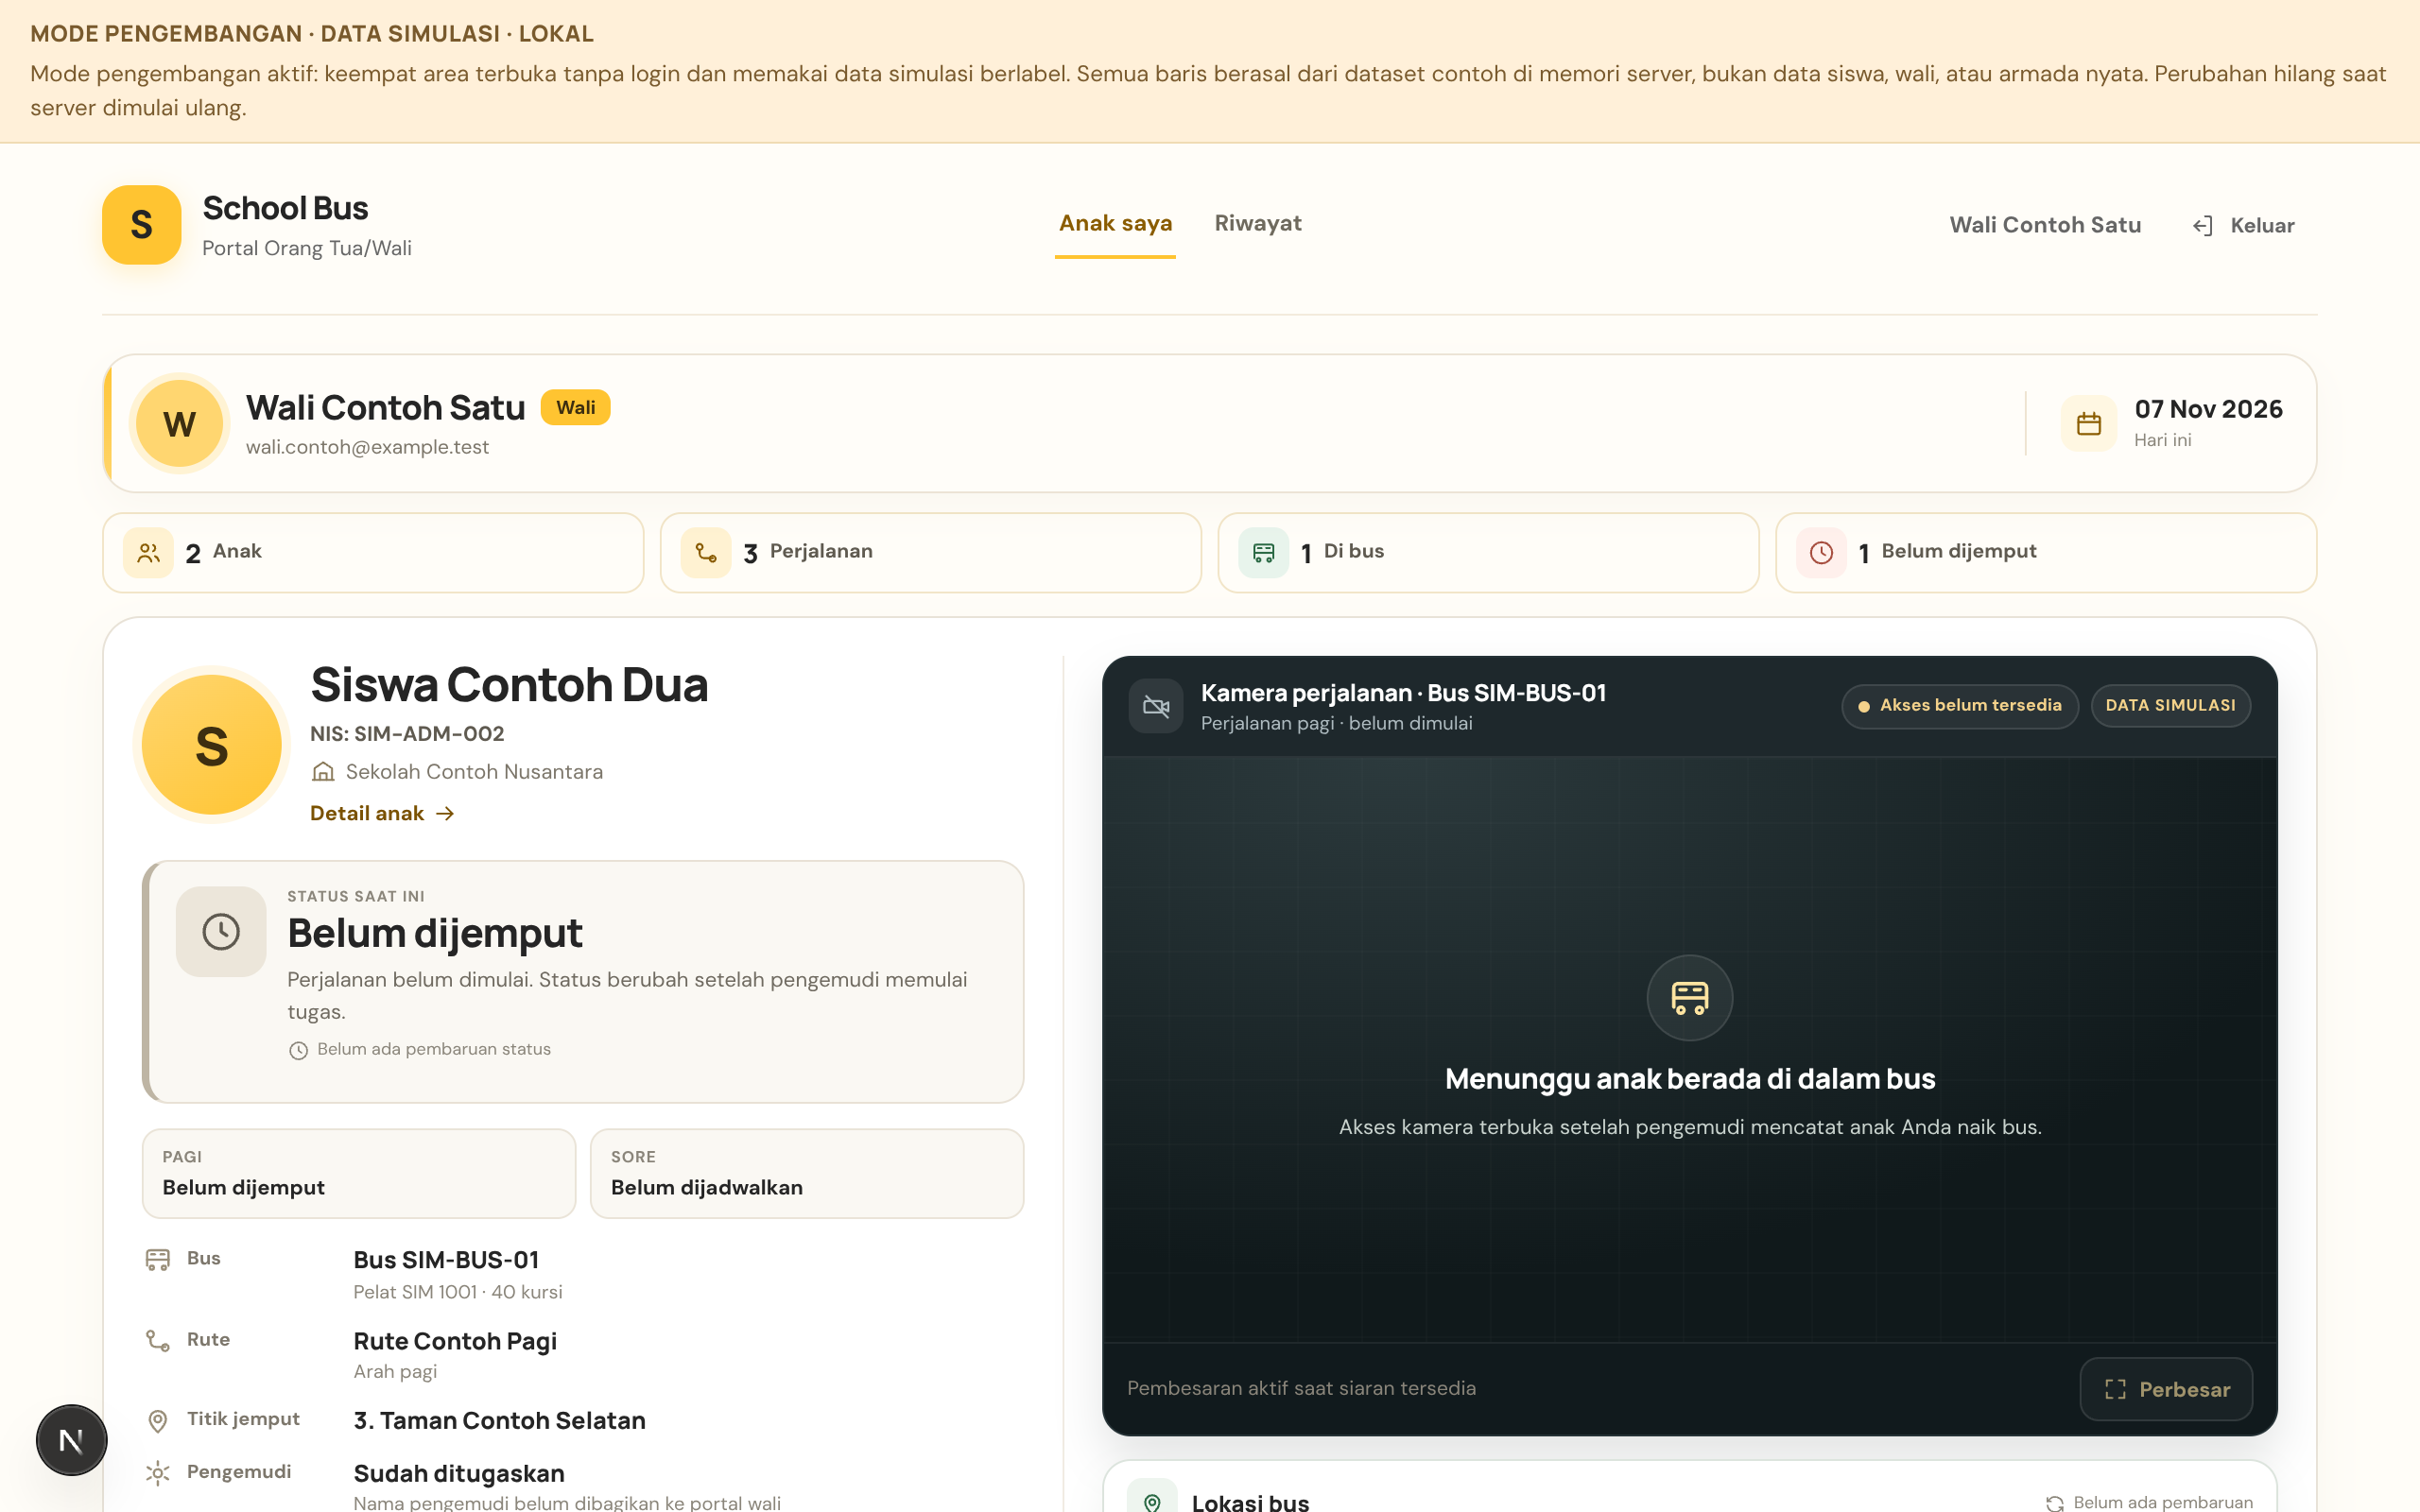 MODE PENGEMBANGAN · DATA SIMULASI · LOKAL
Mode pengembangan aktif: keempat area terbuka tanpa login dan memakai data simulasi berlabel. Semua baris berasal dari dataset contoh di memori server, bukan data siswa, wali, atau armada nyata. Perubahan hilang saat
server dimulai ulang.
S
School Bus
Portal Orang Tua/Wali
Anak saya
Riwayat
Wali Contoh Satu
Keluar
W
Wali Contoh Satu
Wali
wali.contoh@example.test
07 Nov 2026
Hari ini
2 Anak
3 Perjalanan
1 Di bus
1 Belum dijemput
S
Siswa Contoh Dua
NIS: SIM-ADM-002
Sekolah Contoh Nusantara
Detail anak →
STATUS SAAT INI
Belum dijemput
Perjalanan belum dimulai. Status berubah setelah pengemudi memulai
tugas.
Belum ada pembaruan status
PAGI
Belum dijemput
SORE
Belum dijadwalkan
Bus
Bus SIM-BUS-01
Pelat SIM 1001 · 40 kursi
Rute
Rute Contoh Pagi
Arah pagi
Titik jemput
3. Taman Contoh Selatan
Pengemudi
Sudah ditugaskan
Nama pengemudi belum dibagikan ke portal wali
Kamera perjalanan · Bus SIM-BUS-01
Perjalanan pagi · belum dimulai
Akses belum tersedia
DATA SIMULASI
Menunggu anak berada di dalam bus
Akses kamera terbuka setelah pengemudi mencatat anak Anda naik bus.
Pembesaran aktif saat siaran tersedia
Perbesar
Lokasi bus
Belum ada pembaruan
N